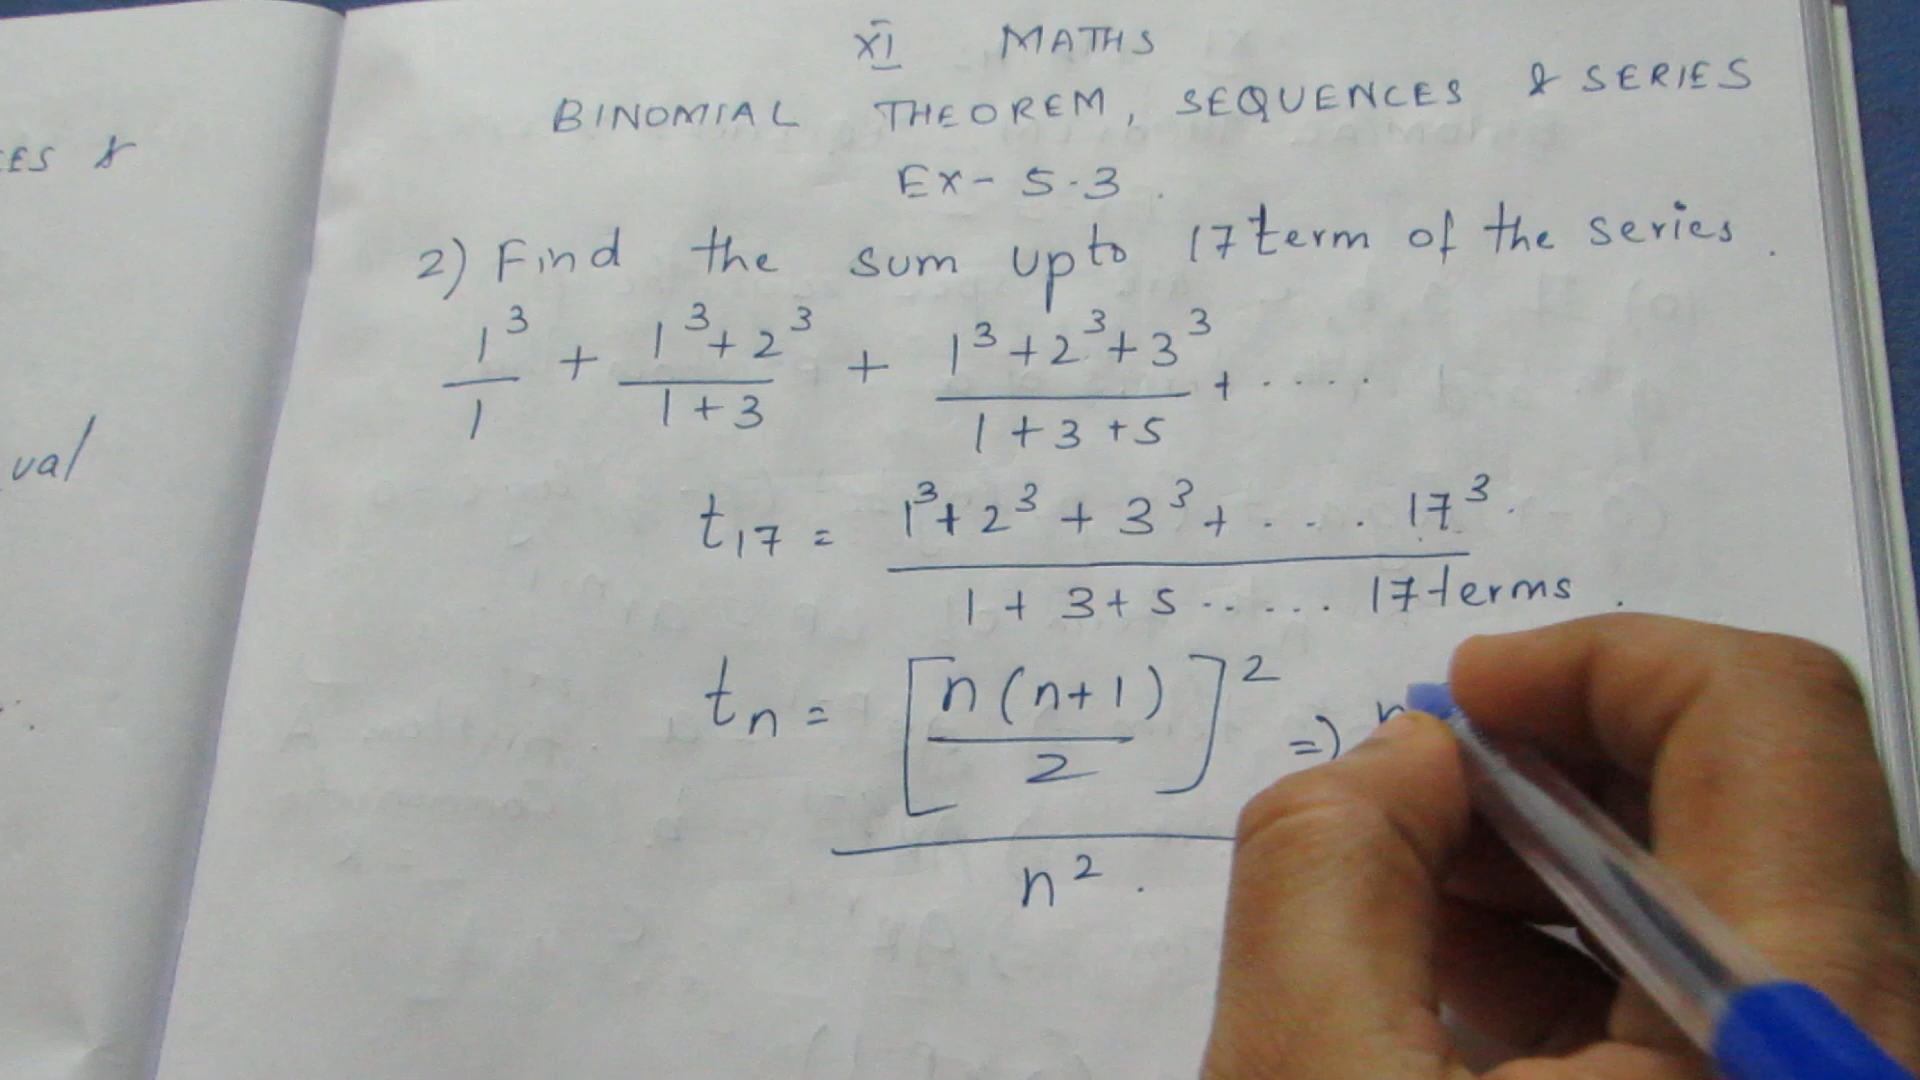 ES &
val
XI MATHS
BINOMIAL THEOREM, SEQUENCES & SERIES
EX - 5.3
2) Find the sum upto 17 term of the series.
1³/1 + (1³+2³)/(1+3) + (1³+2³+3³)/(1+3+5) + ....
t₁₇ = (1³+2³+3³+....17³)/(1+3+5.....17 terms).
tₙ = [n(n+1)/2]²/n² ⇒ n